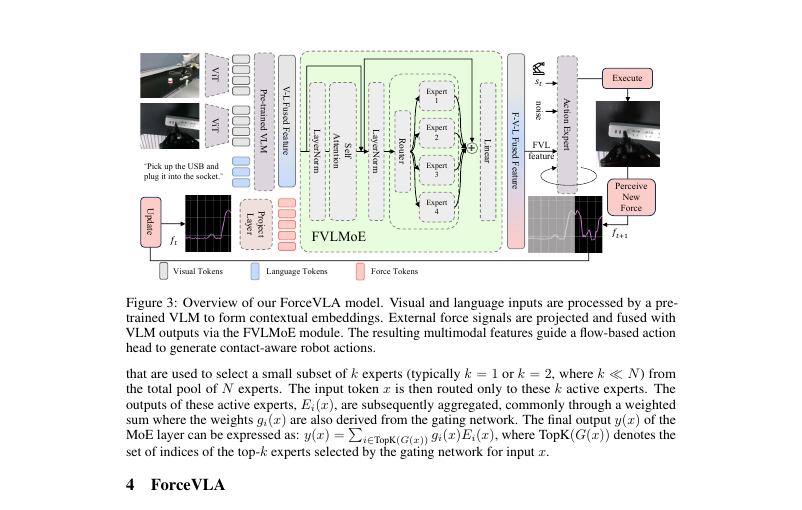 ViT
ViT
"Pick up the USB and
plug it into the socket."
Pre-trained VLM
V-L Fused Feature
LayerNorm
Self
Attention
LayerNorm
Router
Expert
1
Expert
2
Expert
3
Expert
4
Linear
FVLMoE
F-V-L Fused Feature
s_t
noise
FVL
feature
Action Expert
Execute
Perceive
New
Force
f_{t+1}
Update
f_t
Project
Layer
Visual Tokens
Language Tokens
Force Tokens
Figure 3: Overview of our ForceVLA model. Visual and language inputs are processed by a pre-
trained VLM to form contextual embeddings. External force signals are projected and fused with
VLM outputs via the FVLMoE module. The resulting multimodal features guide a flow-based action
head to generate contact-aware robot actions.
that are used to select a small subset of k experts (typically k = 1 or k = 2, where k ≪ N) from
the total pool of N experts. The input token x is then routed only to these k active experts. The
outputs of these active experts, E_i(x), are subsequently aggregated, commonly through a weighted
sum where the weights g_i(x) are also derived from the gating network. The final output y(x) of the
MoE layer can be expressed as: y(x) = ∑_{i∈TopK(G(x))} g_i(x)E_i(x), where TopK(G(x)) denotes the
set of indices of the top-k experts selected by the gating network for input x.
4 ForceVLA